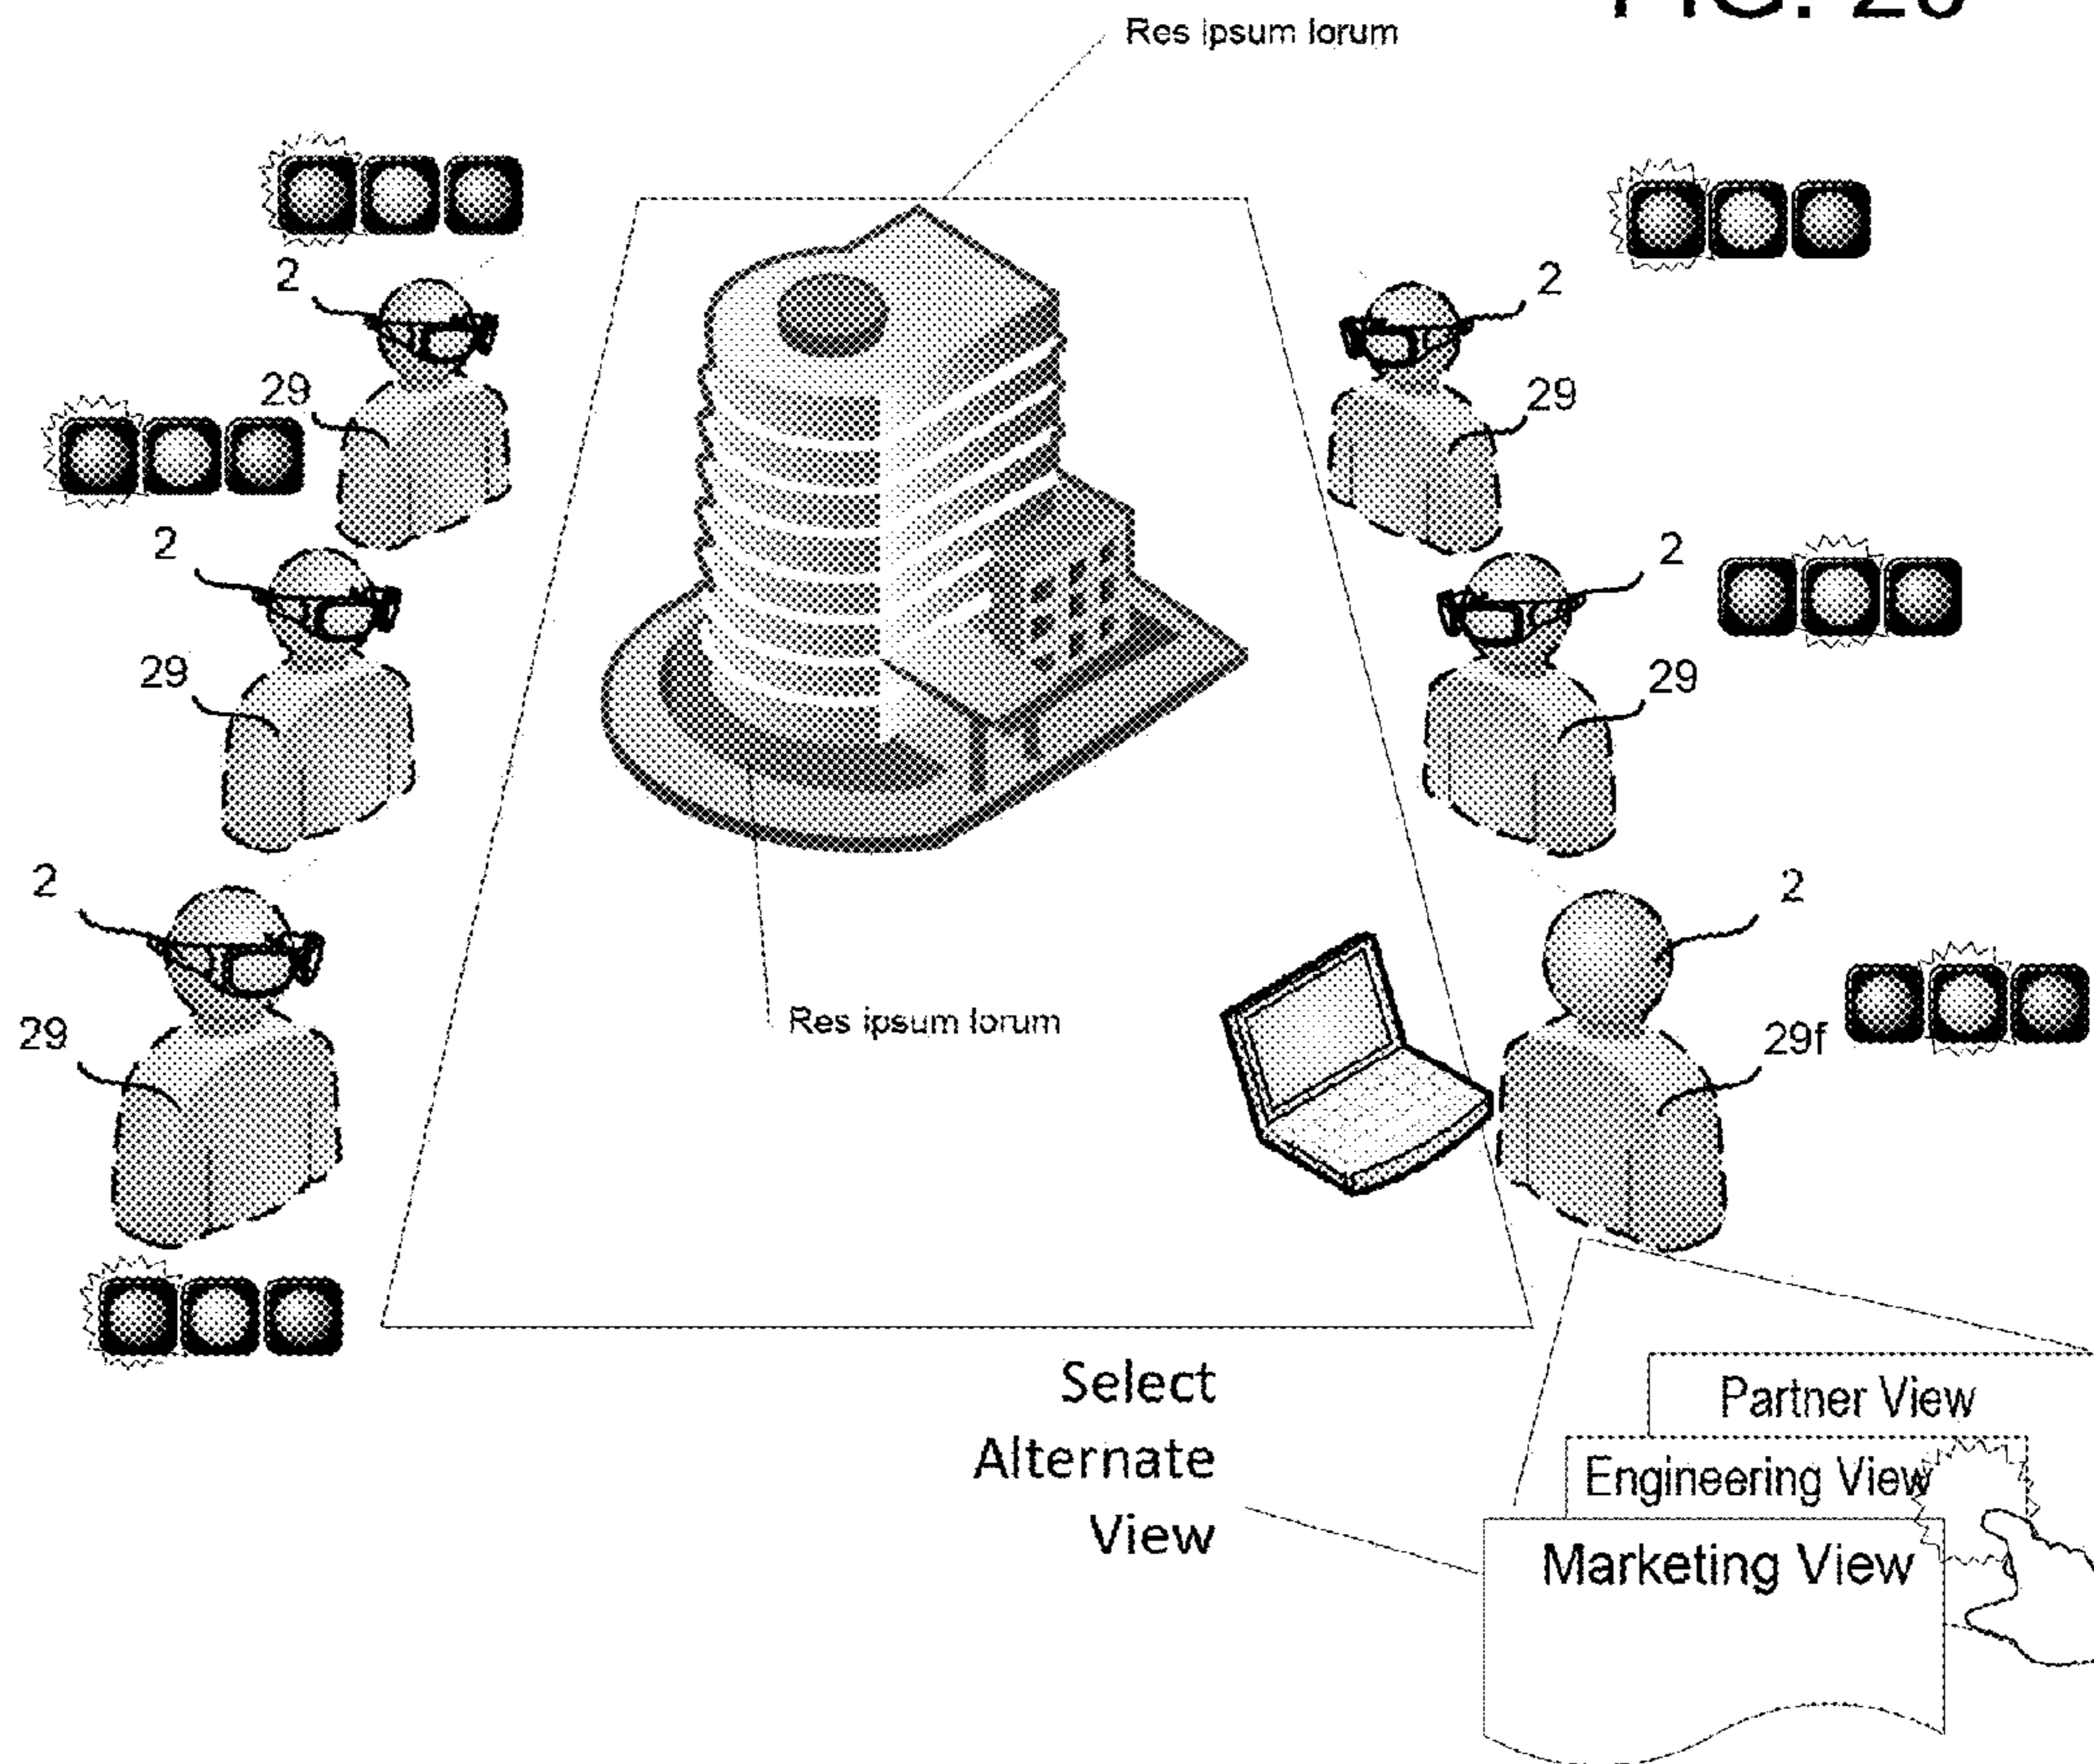 Res ipsum lorum
2
2
29
29
2
2
29
29
2
2
Res ipsum lorum
29
29f
Select
Alternate
View
Partner View
Engineering View
Marketing View